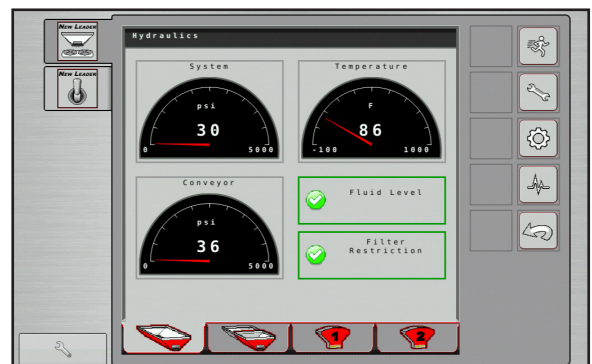 NEW LEADER
NEW LEADER
Hydraulics
System
psi
30
0 5000
Temperature
F
86
-100 1000
Conveyor
psi
36
0 5000
Fluid Level
Filter
Restriction
1
2